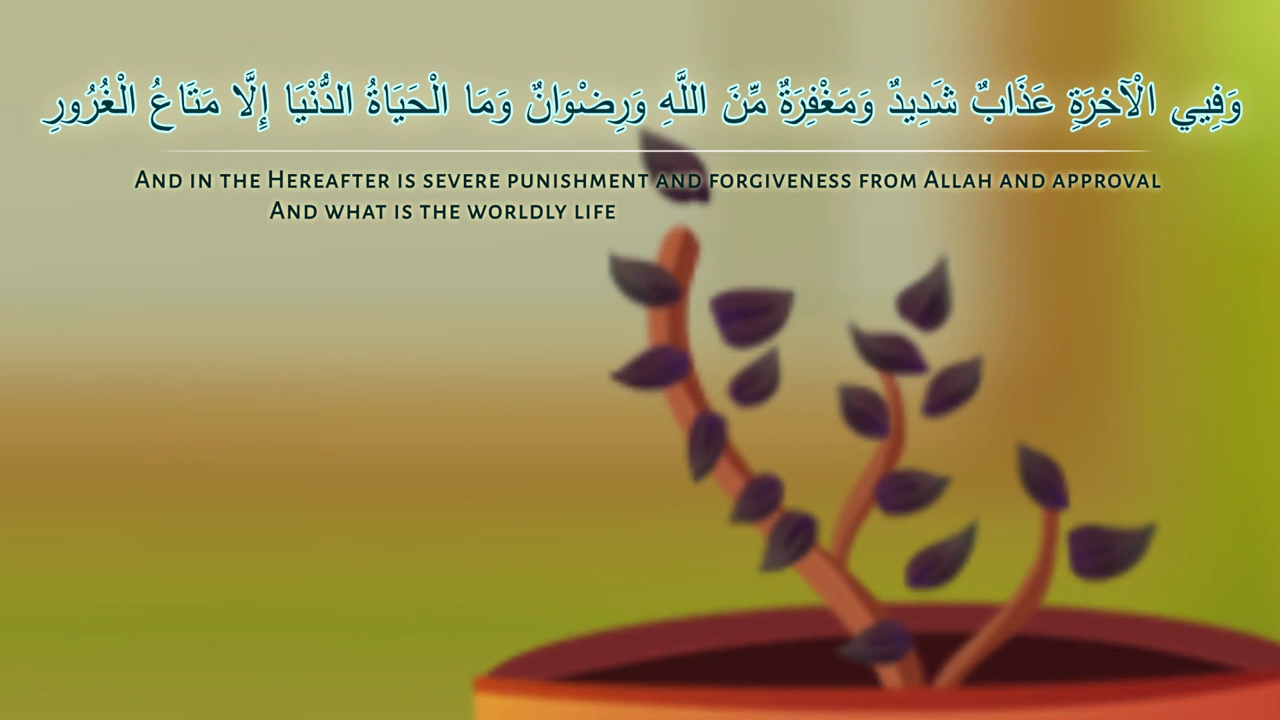 وَفِيي الْآخِرَةِ عَذَابٌ شَدِيدٌ وَمَغْفِرَةٌ مِّنَ اللَّهِ وَرِضْوَانٌ وَمَا الْحَيَاةُ الدُّنْيَا إِلَّا مَتَاعُ الْغُرُورِ
And in the Hereafter is severe punishment and forgiveness from Allah and approval
And what is the worldly life